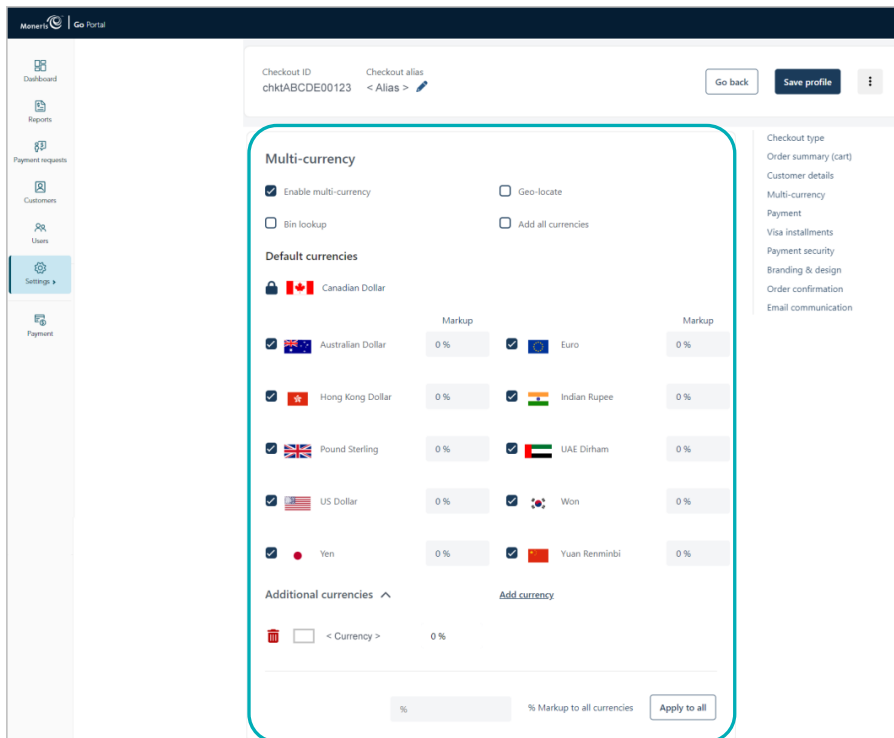 Moneris | Go Portal
Dashboard
Reports
Payment requests
Customers
Users
Settings
Payment
Checkout ID
Checkout alias
chktABCDE00123
< Alias >
Go back
Save profile
Multi-currency
Enable multi-currency
Geo-locate
Bin lookup
Add all currencies
Default currencies
Canadian Dollar
Markup
Markup
Australian Dollar
0 %
Euro
0 %
Hong Kong Dollar
0 %
Indian Rupee
0 %
Pound Sterling
0 %
UAE Dirham
0 %
US Dollar
0 %
Won
0 %
Yen
0 %
Yuan Renminbi
0 %
Additional currencies
Add currency
< Currency >
0 %
%
% Markup to all currencies
Apply to all
Checkout type
Order summary (cart)
Customer details
Multi-currency
Payment
Visa installments
Payment security
Branding & design
Order confirmation
Email communication